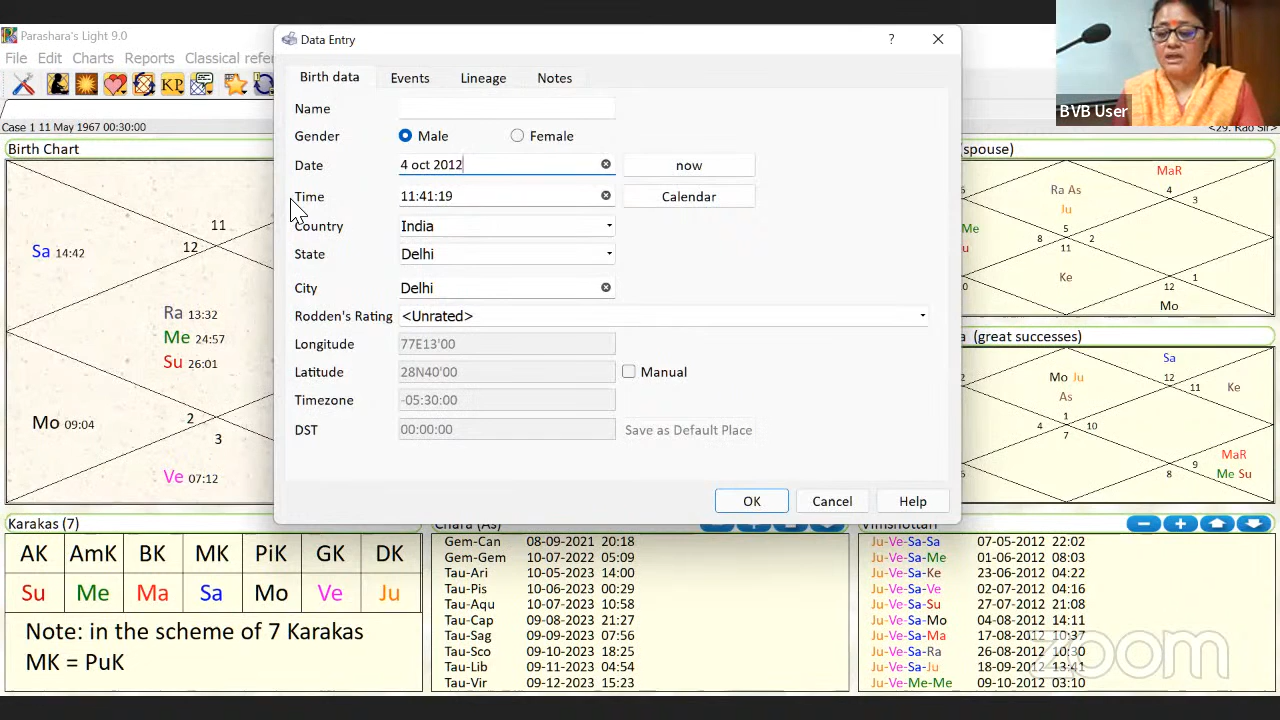 Parashara's Light 9.0
File Edit Charts Reports Classical refe
KP
Case 1 11 May 1967 00:30:00
<29. Rao Sir>
Birth Chart
Sa 14:42
11
12
Ra 13:32
Me 24:57
Su 26:01
Mo 09:04
2
3
Ve 07:12
Data Entry
?
Birth data Events Lineage Notes
Name
Gender Male Female
Date 4 oct 2012 now
Time 11:41:19 Calendar
Country India
State Delhi
City Delhi
Rodden's Rating <Unrated>
Longitude 77E13'00
Latitude 28N40'00 Manual
Timezone -05:30:00
DST 00:00:00 Save as Default Place
OK Cancel Help
BVB User
(spouse)
MaR
Ra As
4
3
Ju
Me
5
8 2
11
Ke
1
12
Mo
(great successes)
Sa
Mo Ju
12
11
Ke
As
1
4 10
7
MaR
9
8
Me Su
Karakas (7)
AK AmK BK MK PiK GK DK
Su Me Ma Sa Mo Ve Ju
Note: in the scheme of 7 Karakas
MK = PuK
Chara (As)
Gem-Can 08-09-2021 20:18
Gem-Gem 10-07-2022 05:09
Tau-Ari 10-05-2023 14:00
Tau-Pis 10-06-2023 00:29
Tau-Aqu 10-07-2023 10:58
Tau-Cap 09-08-2023 21:27
Tau-Sag 09-09-2023 07:56
Tau-Sco 09-10-2023 18:25
Tau-Lib 09-11-2023 04:54
Tau-Vir 09-12-2023 15:23
Vimshottari
Ju-Ve-Sa-Sa 07-05-2012 22:02
Ju-Ve-Sa-Me 01-06-2012 08:03
Ju-Ve-Sa-Ke 23-06-2012 04:22
Ju-Ve-Sa-Ve 02-07-2012 04:16
Ju-Ve-Sa-Su 27-07-2012 21:08
Ju-Ve-Sa-Mo 04-08-2012 14:11
Ju-Ve-Sa-Ma 17-08-2012 10:37
Ju-Ve-Sa-Ra 26-08-2012 10:30
Ju-Ve-Sa-Ju 18-09-2012 13:41
Ju-Ve-Me-Me 09-10-2012 03:10
zoom